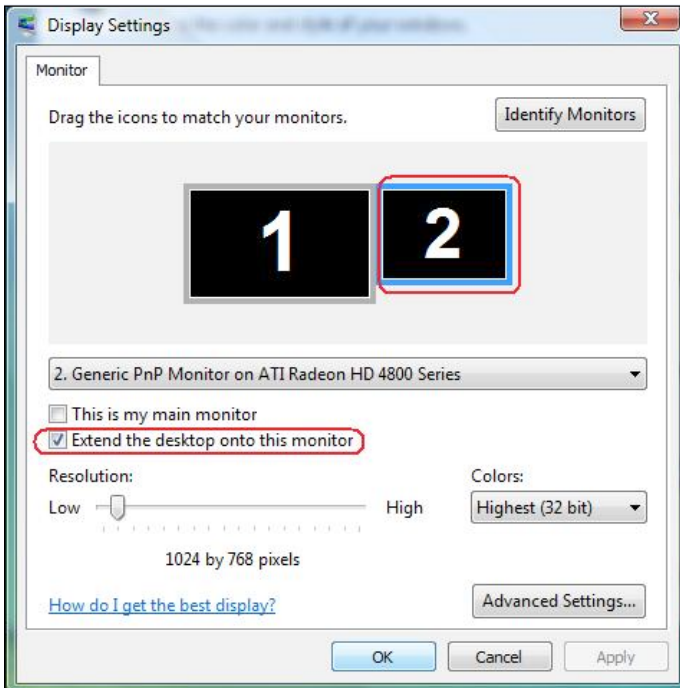 Display Settings
Monitor
Drag the icons to match your monitors.
Identify Monitors
1
2
2. Generic PnP Monitor on ATI Radeon HD 4800 Series
This is my main monitor
Extend the desktop onto this monitor
Resolution:
Colors:
Low
High
Highest (32 bit)
1024 by 768 pixels
How do I get the best display?
Advanced Settings...
OK
Cancel
Apply